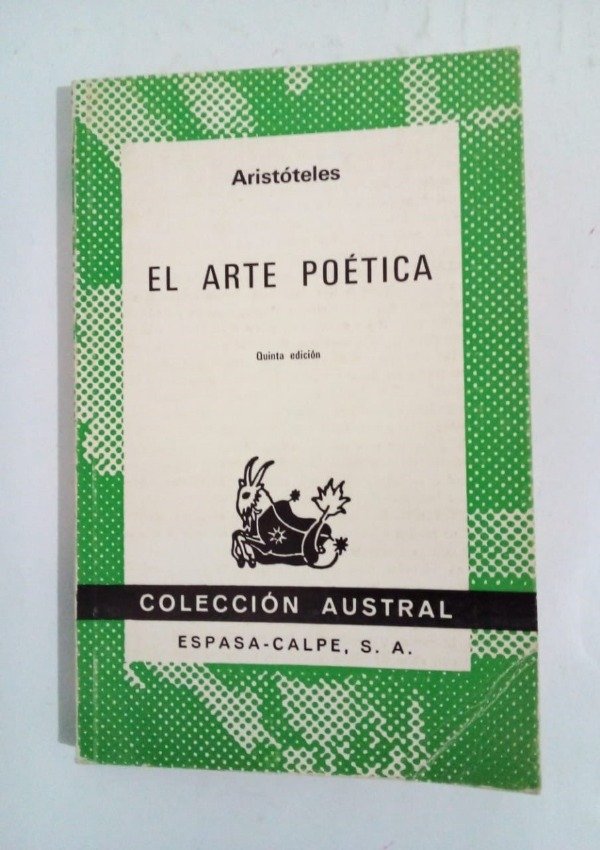 Aristóteles
EL ARTE POÉTICA
Quinta edición
COLECCIÓN AUSTRAL
ESPASA-CALPE, S. A.